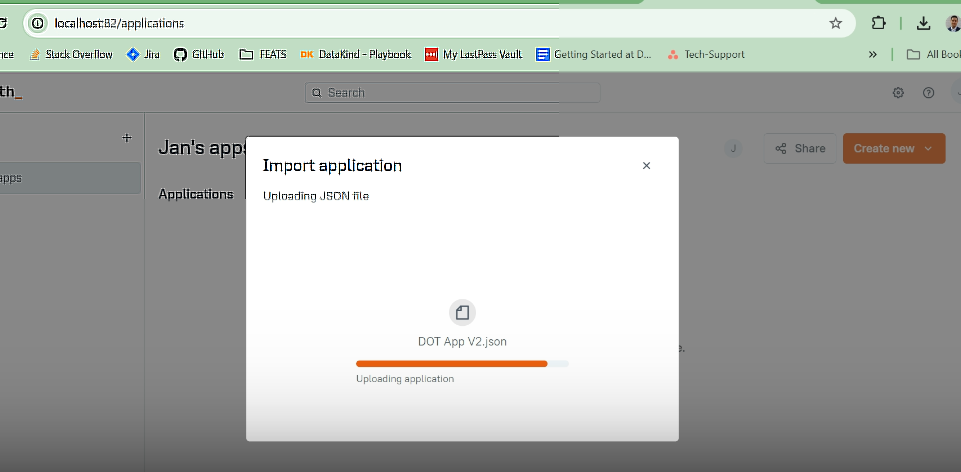 localhost:82/applications
nce Stack Overflow Jira GitHub FEATS DataKind - Playbook My LastPass Vault Getting Started at D... Tech-Support » All Book
th_ Search
Jan's apps J Share Create new
apps
Applications
Import application
Uploading JSON file
DOT App V2.json
Uploading application
e.